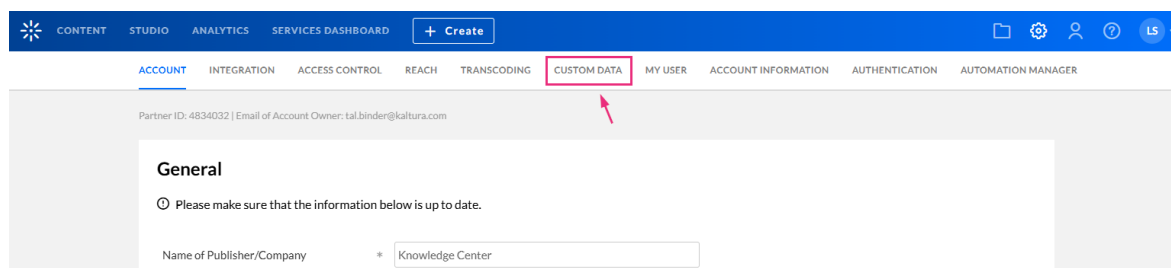 CONTENT STUDIO ANALYTICS SERVICES DASHBOARD + Create LS
ACCOUNT INTEGRATION ACCESS CONTROL REACH TRANSCODING CUSTOM DATA MY USER ACCOUNT INFORMATION AUTHENTICATION AUTOMATION MANAGER
Partner ID: 4834032 | Email of Account Owner: tal.binder@kaltura.com
General
Please make sure that the information below is up to date.
Name of Publisher/Company * Knowledge Center